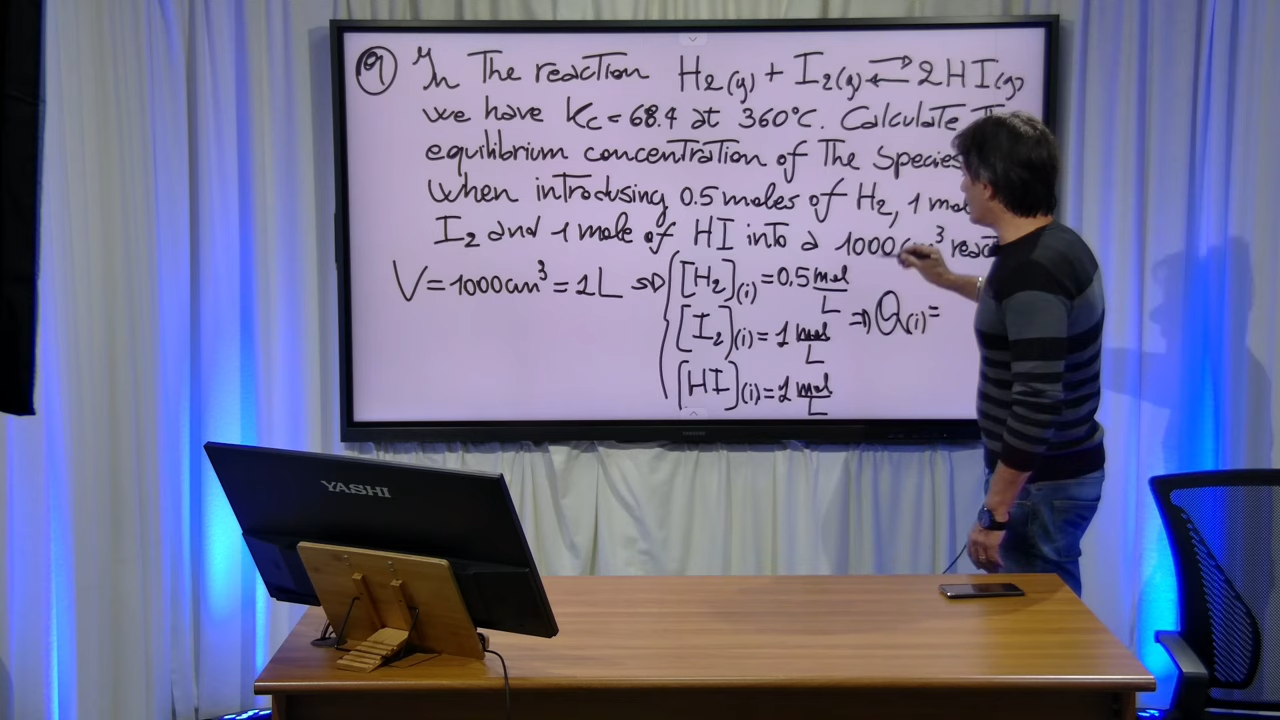 9 In The reaction H₂(g) + I₂(g) ⇄ 2HI(g)
we have Kc = 68.4 at 360°C. Calculate
equilibrium concentration of The species
when introdusing 0.5 moles of H₂, 1
I₂ and 1 mole of HI into a 1000 cm³
V = 1000cm³ = 1L ⇒ { [H₂](i) = 0.5 mol/L
[I₂](i) = 1 mol/L ⇒ Q(i) =
[HI](i) = 1 mol/L
SAMSUNG
YASHI